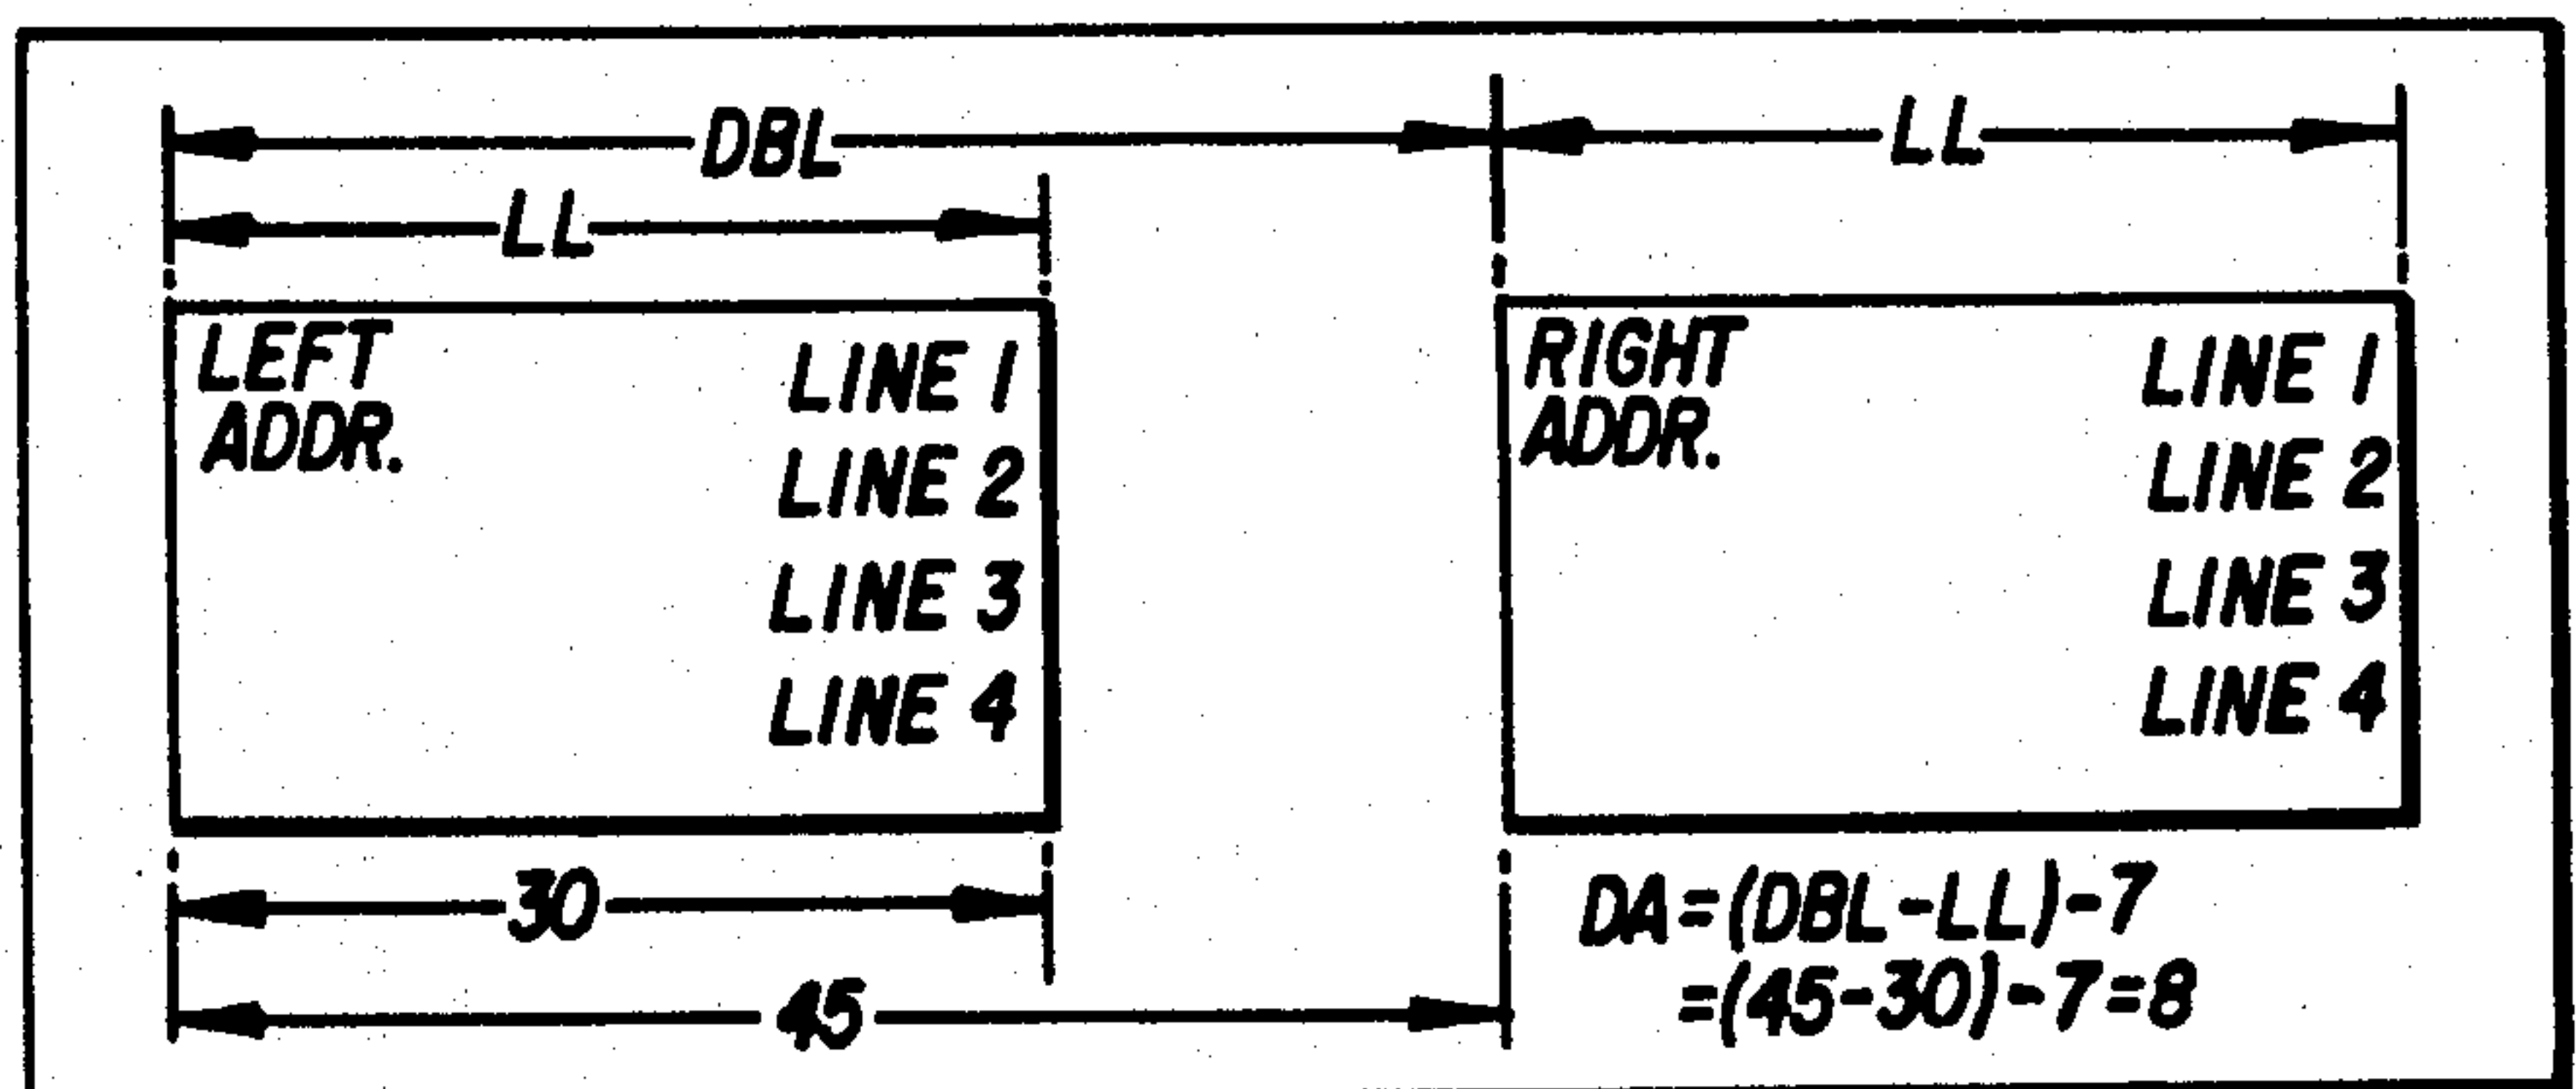 DBL
LL
LL
LEFT
ADDR.
LINE 1
LINE 2
LINE 3
LINE 4
RIGHT
ADDR.
LINE 1
LINE 2
LINE 3
LINE 4
30
45
DA=(DBL-LL)-7
=(45-30)-7=8